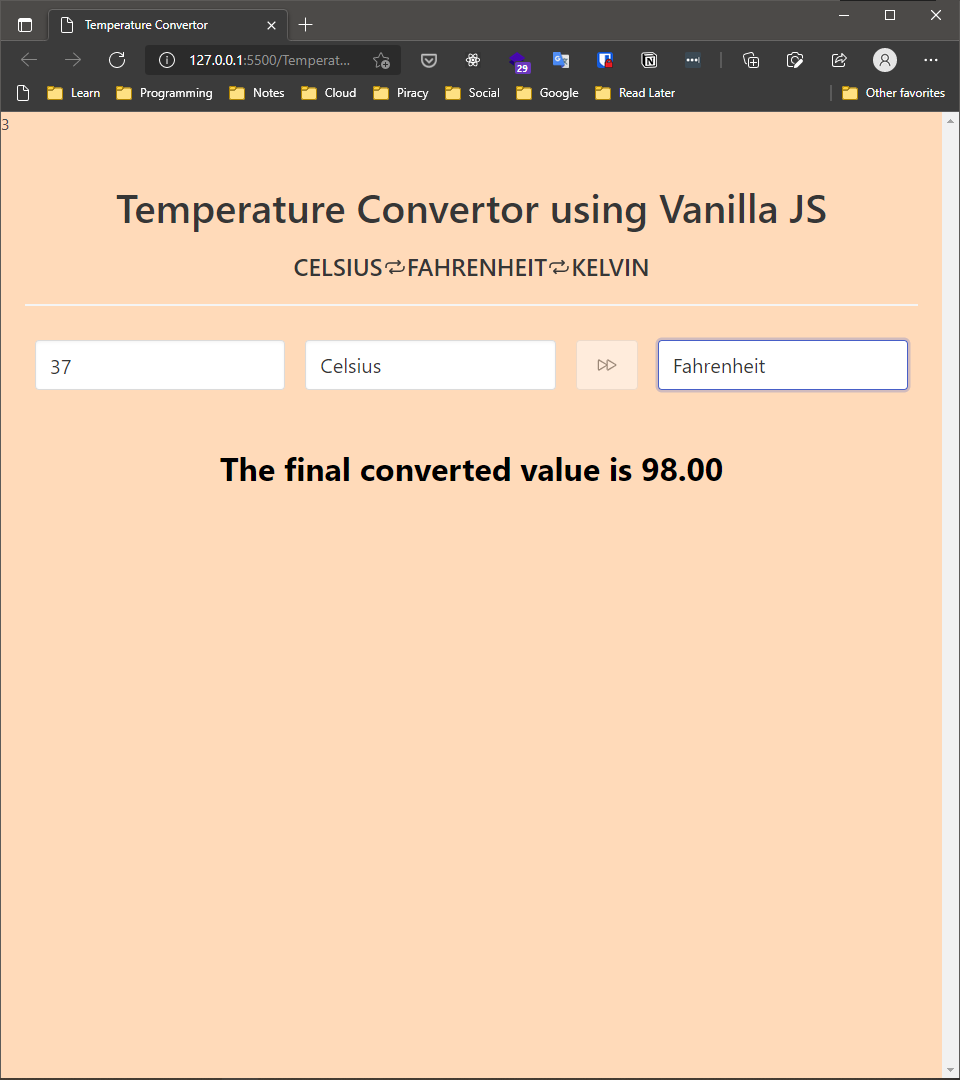 Temperature Convertor
127.0.0.1:5500/Temperat...
29
Learn Programming Notes Cloud Piracy Social Google Read Later Other favorites
3
Temperature Convertor using Vanilla JS
CELSIUS FAHRENHEIT KELVIN
37 Celsius Fahrenheit
The final converted value is 98.00